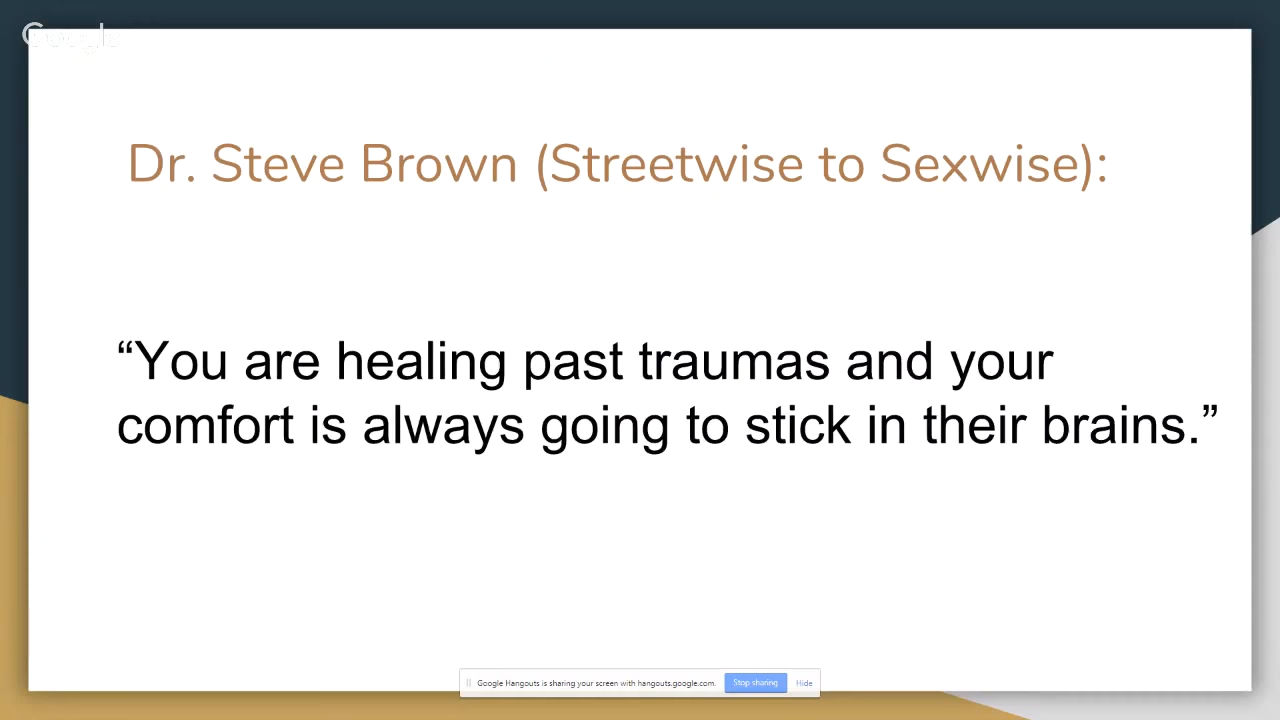 Google
Dr. Steve Brown (Streetwise to Sexwise):
“You are healing past traumas and your
comfort is always going to stick in their brains.”
Google Hangouts is sharing your screen with hangouts.google.com. Stop sharing Hide